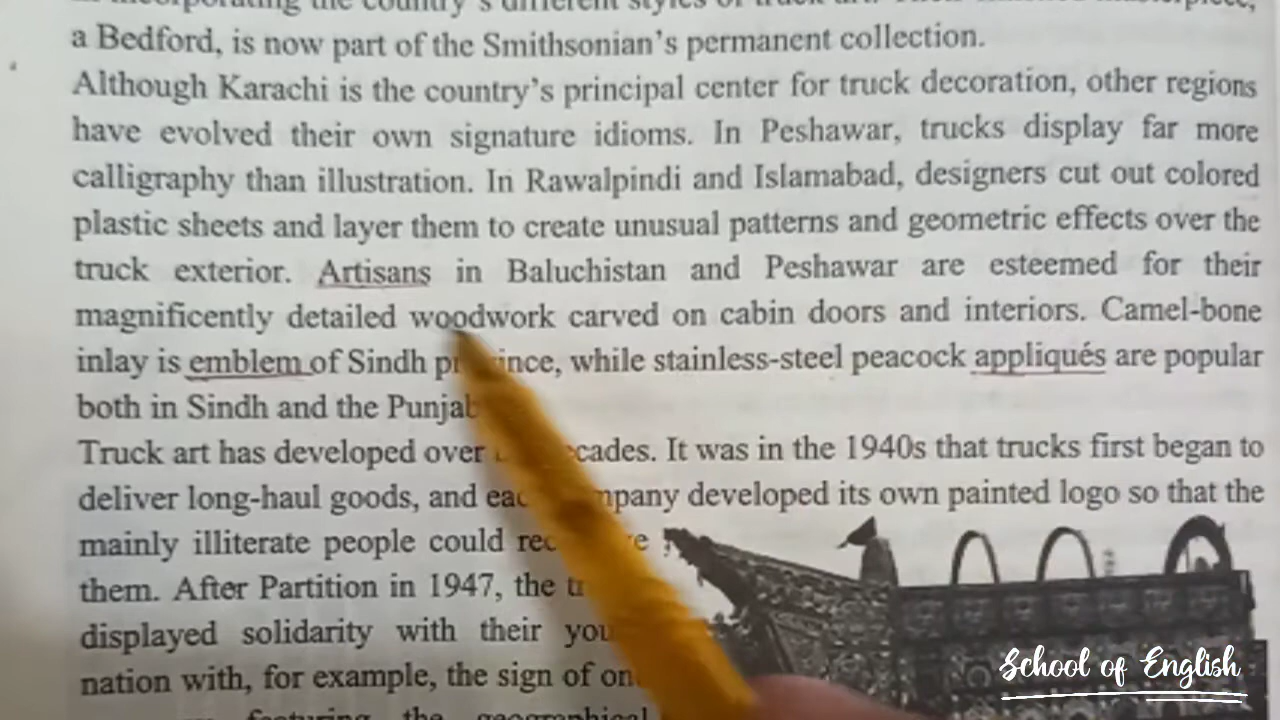 a Bedford, is now part of the Smithsonian's permanent collection.
Although Karachi is the country's principal center for truck decoration, other regions
have evolved their own signature idioms. In Peshawar, trucks display far more
calligraphy than illustration. In Rawalpindi and Islamabad, designers cut out colored
plastic sheets and layer them to create unusual patterns and geometric effects over the
truck exterior. Artisans in Baluchistan and Peshawar are esteemed for their
magnificently detailed woodwork carved on cabin doors and interiors. Camel-bone
inlay is emblem of Sindh while stainless-steel peacock appliqués are popular
both in Sindh and the Punjab
Truck art has developed over It was in the 1940s that trucks first began to
deliver long-haul goods, and developed its own painted logo so that the
mainly illiterate people could
them. After Partition in 1947, the
displayed solidarity with their
nation with, for example, the sign of
featuring the geographical
School of English